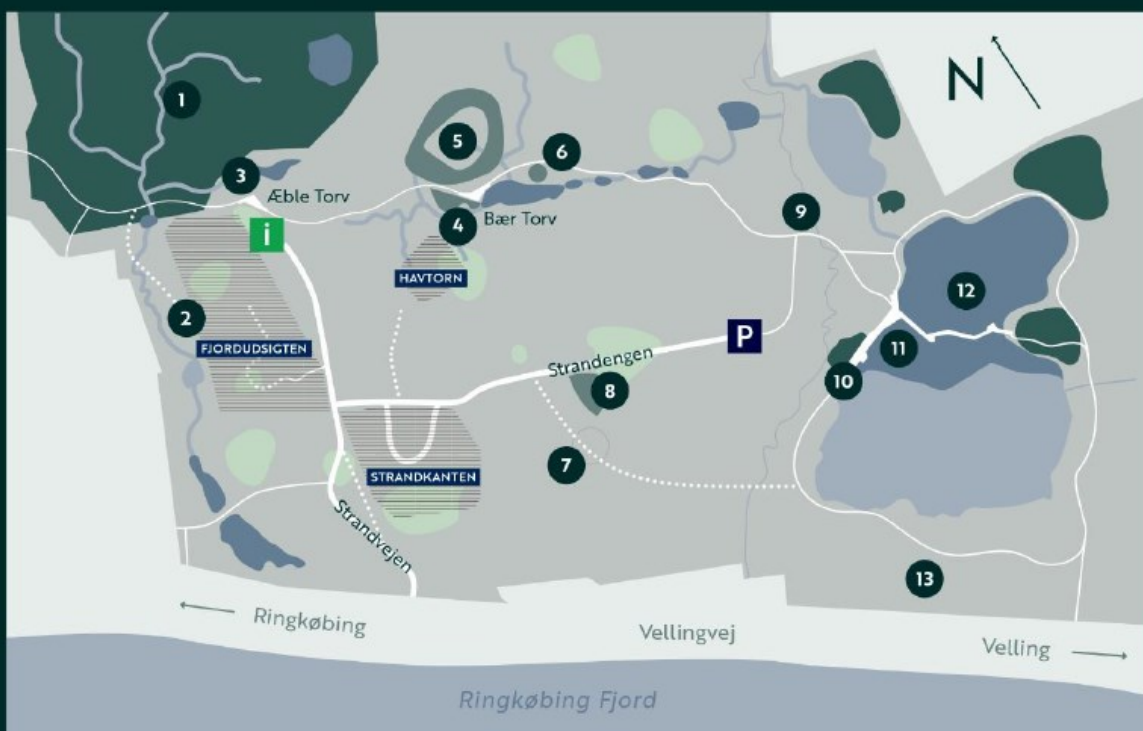 N
1
5
6
3
Æble Torv
i
4
Bær Torv
9
HAVTORN
12
2
FJORDUDSIGTEN
P
11
Strandengen
10
8
7
STRANDKANTEN
Strandvejen
13
Ringkøbing
Vellingvej
Velling
Ringkøbing Fjord